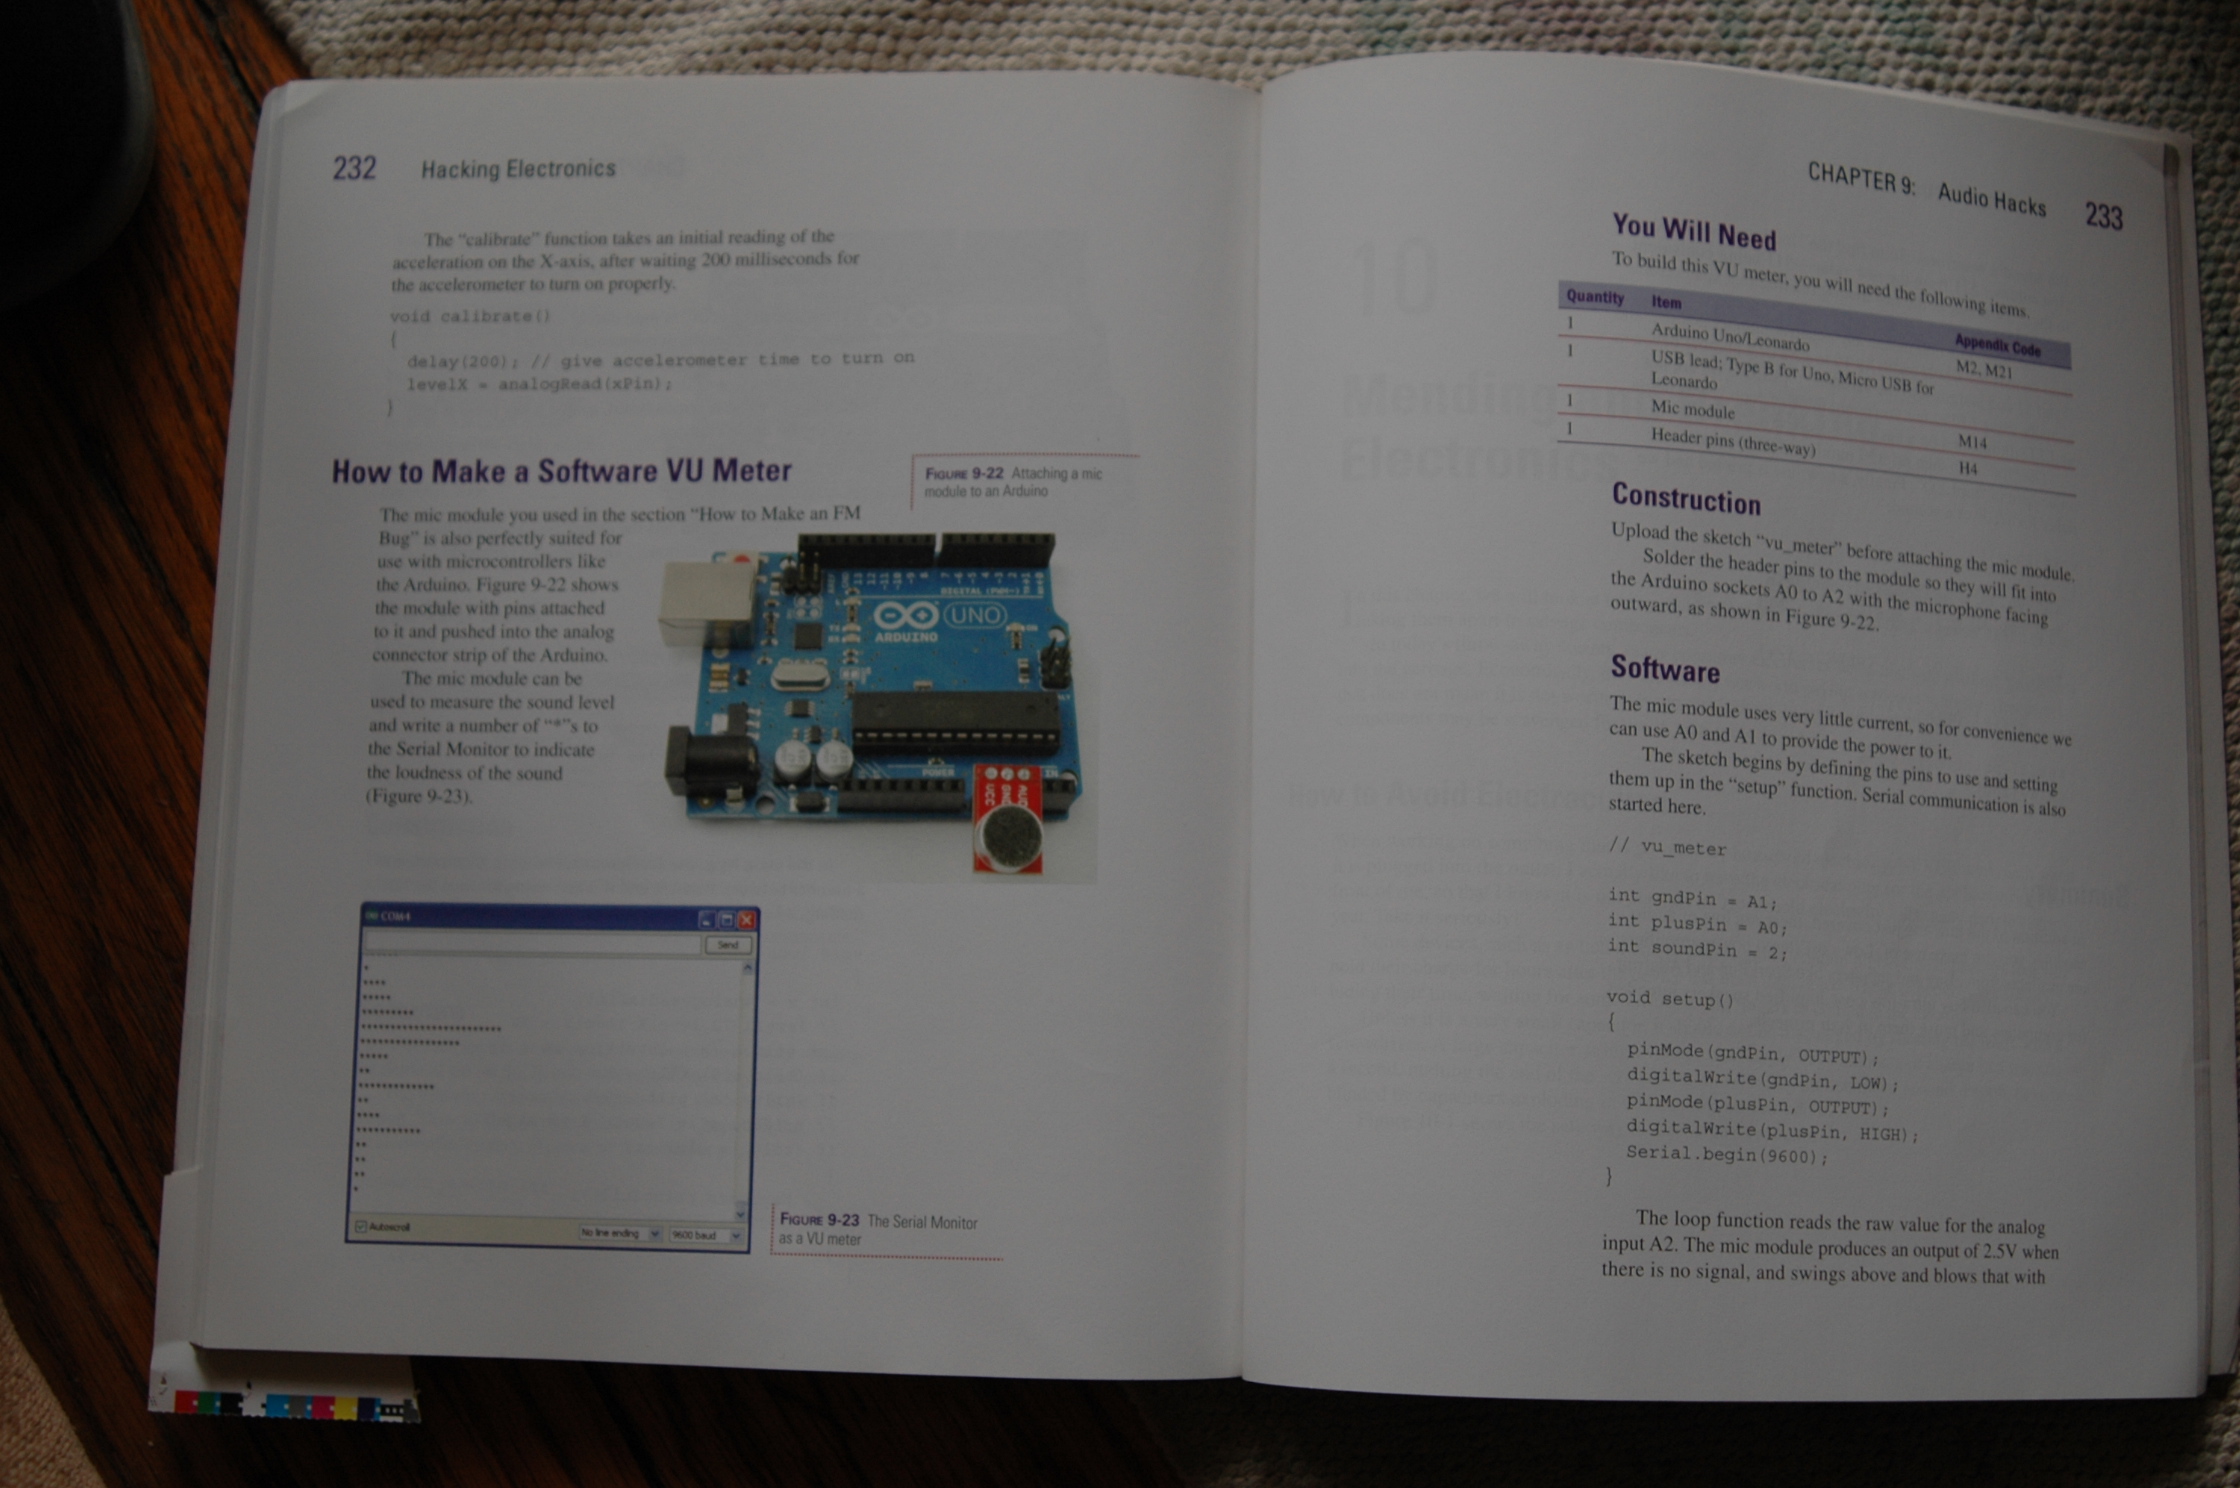 232 Hacking Electronics
The "calibrate" function takes an initial reading of the
acceleration on the X-axis, after waiting 200 milliseconds for
the accelerometer to turn on properly.
void calibrate()
{
delay(200); // give accelerometer time to turn on
levelX = analogRead(xPin);
}
How to Make a Software VU Meter
The mic module you used in the section "How to Make an FM
Bug" is also perfectly suited for
use with microcontrollers like
the Arduino. Figure 9-22 shows
the module with pins attached
to it and pushed into the analog
connector strip of the Arduino.
The mic module can be
used to measure the sound level
and write a number of "*"s to
the Serial Monitor to indicate
the loudness of the sound
(Figure 9-23).
FIGURE 9-22 Attaching a mic
module to an Arduino
UNO
ARDUINO
DIGITAL (PWM~)
AREF
GND
POWER
AUD
GND
VCC
COM4
Send
Autoscroll
No line ending
9600 baud
FIGURE 9-23 The Serial Monitor
as a VU meter
CHAPTER 9: Audio Hacks 233
You Will Need
To build this VU meter, you will need the following items.
Quantity Item Appendix Code
1 Arduino Uno/Leonardo M2, M21
1 USB lead; Type B for Uno, Micro USB for
Leonardo
1 Mic module M14
1 Header pins (three-way) H4
Construction
Upload the sketch "vu_meter" before attaching the mic module.
Solder the header pins to the module so they will fit into
the Arduino sockets A0 to A2 with the microphone facing
outward, as shown in Figure 9-22.
Software
The mic module uses very little current, so for convenience we
can use A0 and A1 to provide the power to it.
The sketch begins by defining the pins to use and setting
them up in the "setup" function. Serial communication is also
started here.
// vu_meter
int gndPin = A1;
int plusPin = A0;
int soundPin = 2;
void setup()
{
pinMode(gndPin, OUTPUT);
digitalWrite(gndPin, LOW);
pinMode(plusPin, OUTPUT);
digitalWrite(plusPin, HIGH);
Serial.begin(9600);
}
The loop function reads the raw value for the analog
input A2. The mic module produces an output of 2.5V when
there is no signal, and swings above and blows that with